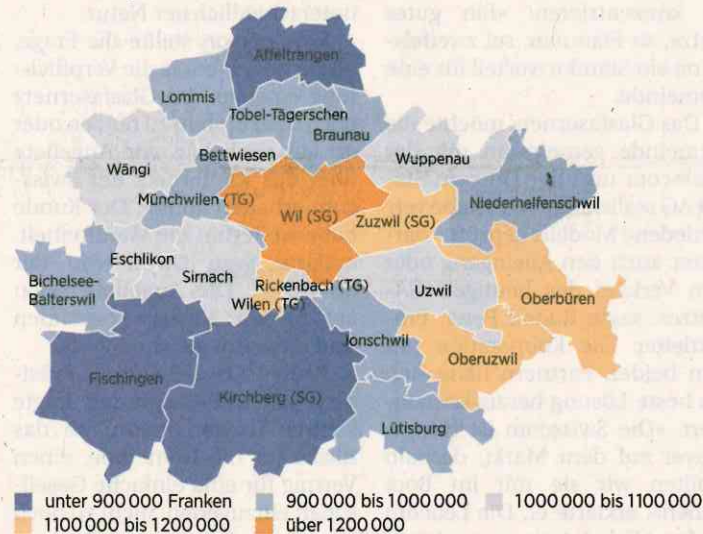 Affeltrangen
Lommis
Tobel-Tägerschen
Braunau
Bettwiesen
Wuppenau
Wängi
Münchwilen (TG)
Wil (SG)
Zuzwil (SG)
Niederhelfenschwil
Eschlikon
Bichelsee-
Balterswil
Sirnach
Rickenbach (TG)
Wilen (TG)
Uzwil
Oberbüren
Jonschwil
Oberuzwil
Fischingen
Kirchberg (SG)
Lütisburg
unter 900 000 Franken
900 000 bis 1000 000
1000 000 bis 1100 000
1100 000 bis 1200 000
über 1200 000